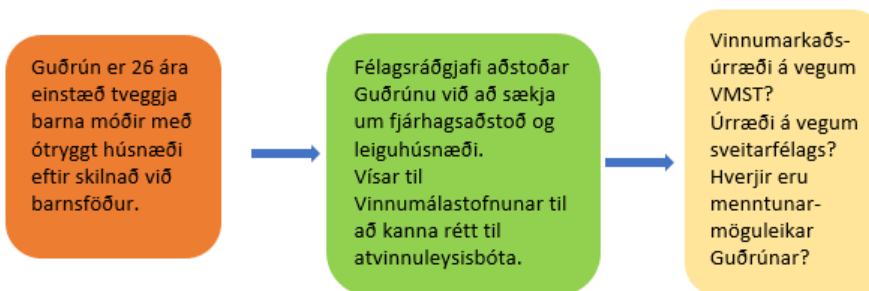 Guðrún er 26 ára
einstæð tveggja
barna móðir með
ótryggt húsnæði
eftir skilnað við
barnsföður.
Félagsráðgjafi aðstoðar
Guðrúnu við að sækja
um fjárhagsaðstoð og
leiguhúsnæði.
Vísar til
Vinnumálastofnunar til
að kanna rétt til
atvinnuleysisbóta.
Vinnumarkaðs-
úrræði á vegum
VMST?
Úrræði á vegum
sveitarfélags?
Hverjir eru
menntunar-
möguleikar
Guðrúnar?